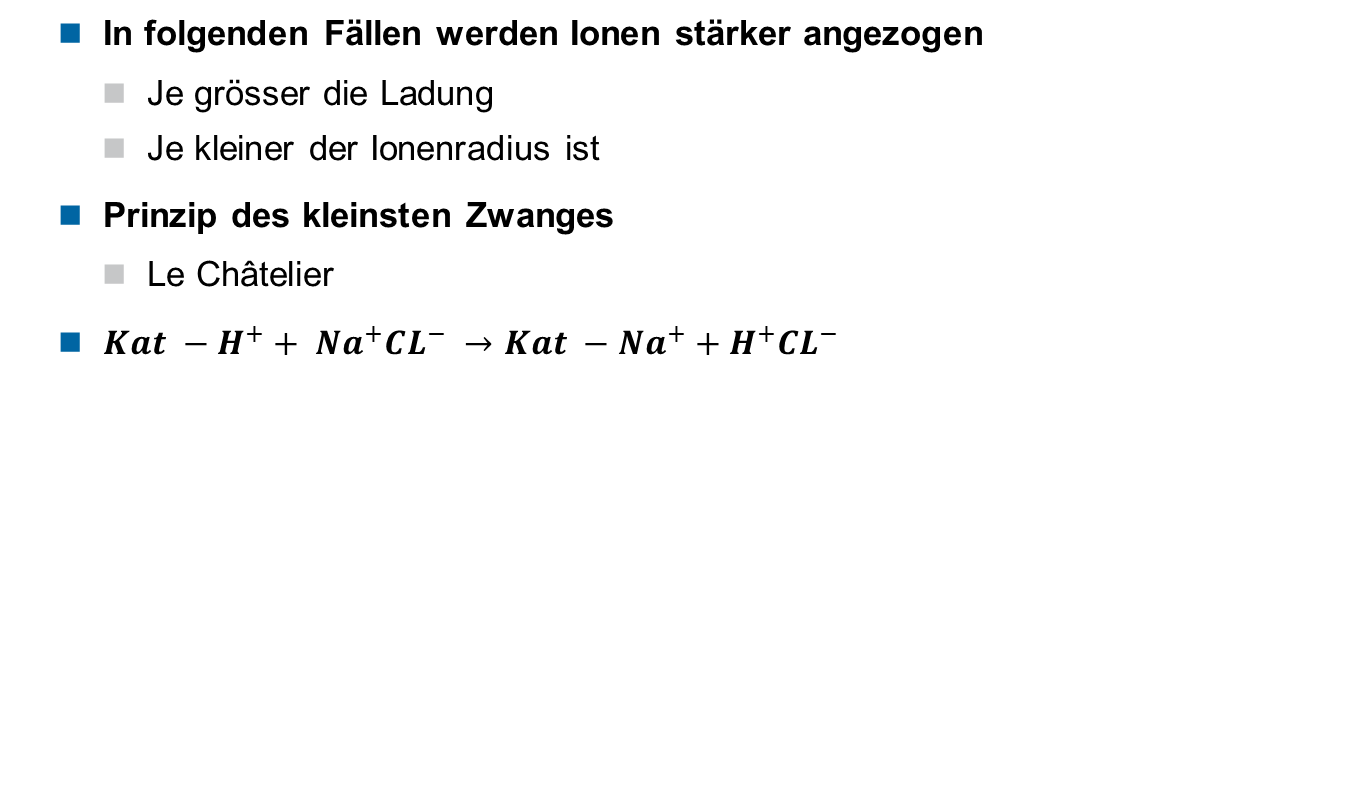 In folgenden Fällen werden Ionen stärker angezogen
Je grösser die Ladung
Je kleiner der Ionenradius ist
Prinzip des kleinsten Zwanges
Le Châtelier
Kat − H⁺ + Na⁺CL⁻ → Kat − Na⁺ + H⁺CL⁻